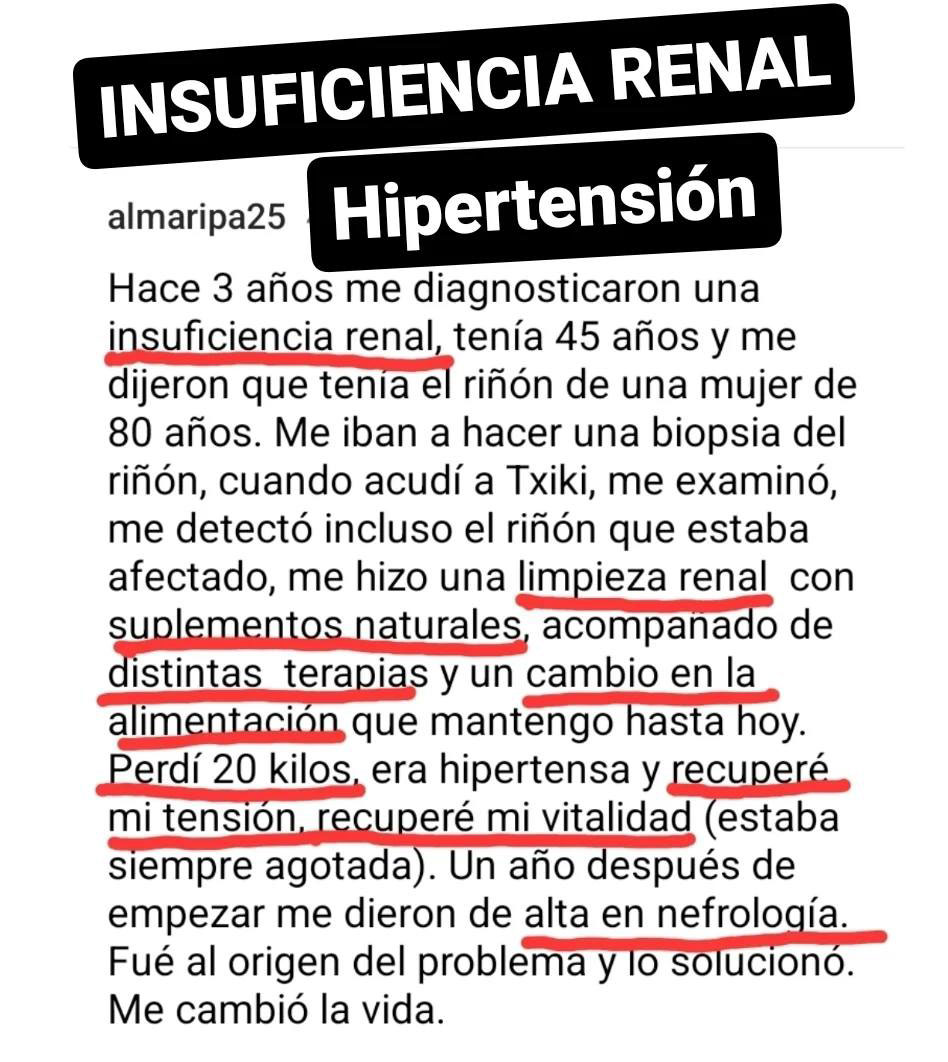 INSUFICIENCIA RENAL
Hipertensión
almaripa25
Hace 3 años me diagnosticaron una
insuficiencia renal, tenía 45 años y me
dijeron que tenía el riñón de una mujer de
80 años. Me iban a hacer una biopsia del
riñón, cuando acudí a Txiki, me examinó,
me detectó incluso el riñón que estaba
afectado, me hizo una limpieza renal  con
suplementos naturales, acompañado de
distintas  terapias y un cambio en la
alimentación que mantengo hasta hoy.
Perdí 20 kilos, era hipertensa y recuperé
mi tensión, recuperé mi vitalidad (estaba
siempre agotada). Un año después de
empezar me dieron de alta en nefrología.
Fué al origen del problema y lo solucionó.
Me cambió la vida.